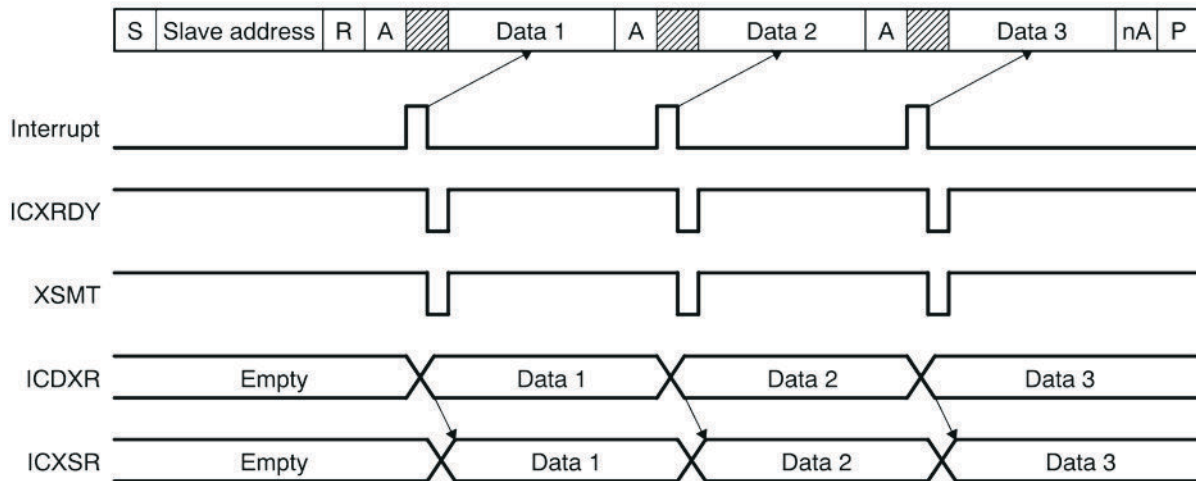 S Slave address R A Data 1 A Data 2 A Data 3 nA P
Interrupt
ICXRDY
XSMT
ICDXR Empty Data 1 Data 2 Data 3
ICXSR Empty Data 1 Data 2 Data 3